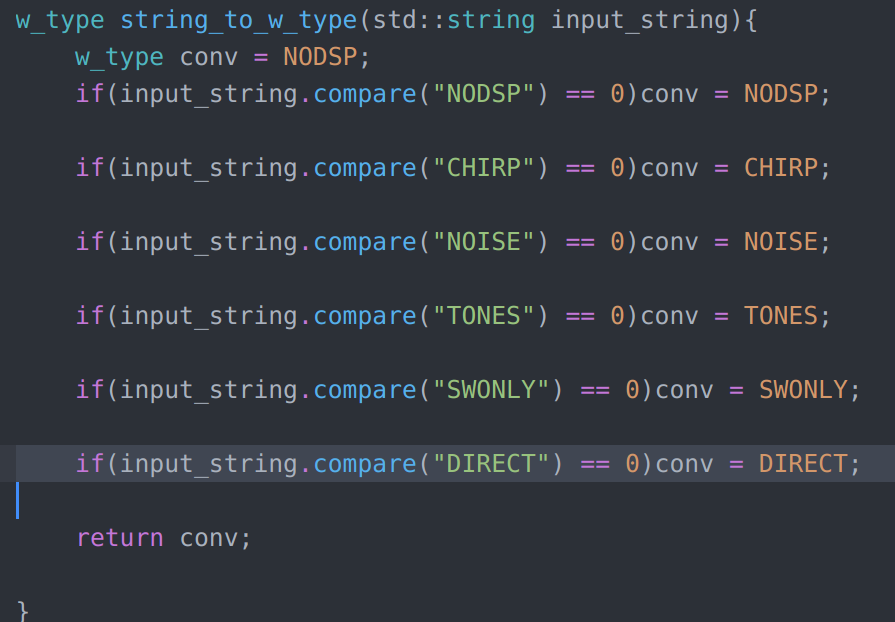 w_type string_to_w_type(std::string input_string){
    w_type conv = NODSP;
    if(input_string.compare("NODSP") == 0)conv = NODSP;
    if(input_string.compare("CHIRP") == 0)conv = CHIRP;
    if(input_string.compare("NOISE") == 0)conv = NOISE;
    if(input_string.compare("TONES") == 0)conv = TONES;
    if(input_string.compare("SWONLY") == 0)conv = SWONLY;
    if(input_string.compare("DIRECT") == 0)conv = DIRECT;
    return conv;
}